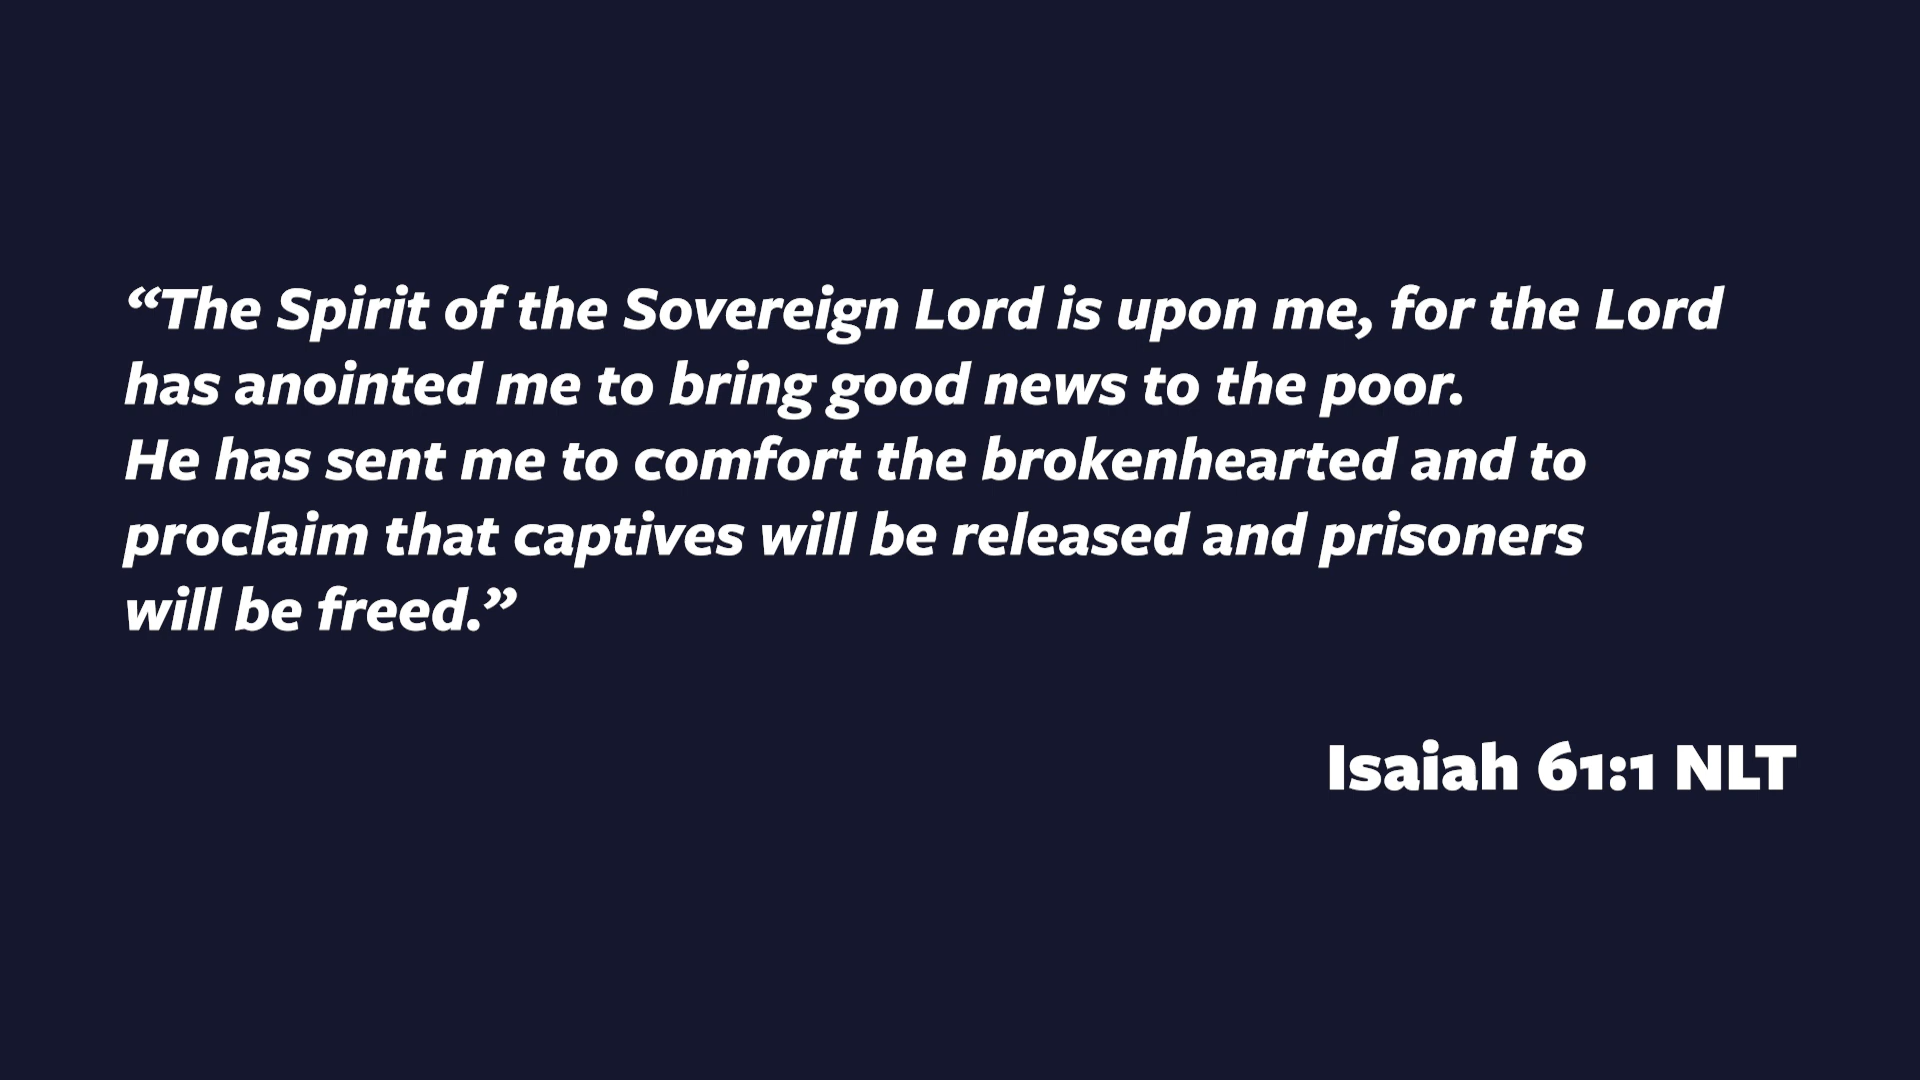 “The Spirit of the Sovereign Lord is upon me, for the Lord
has anointed me to bring good news to the poor.
He has sent me to comfort the brokenhearted and to
proclaim that captives will be released and prisoners
will be freed.”
Isaiah 61:1 NLT